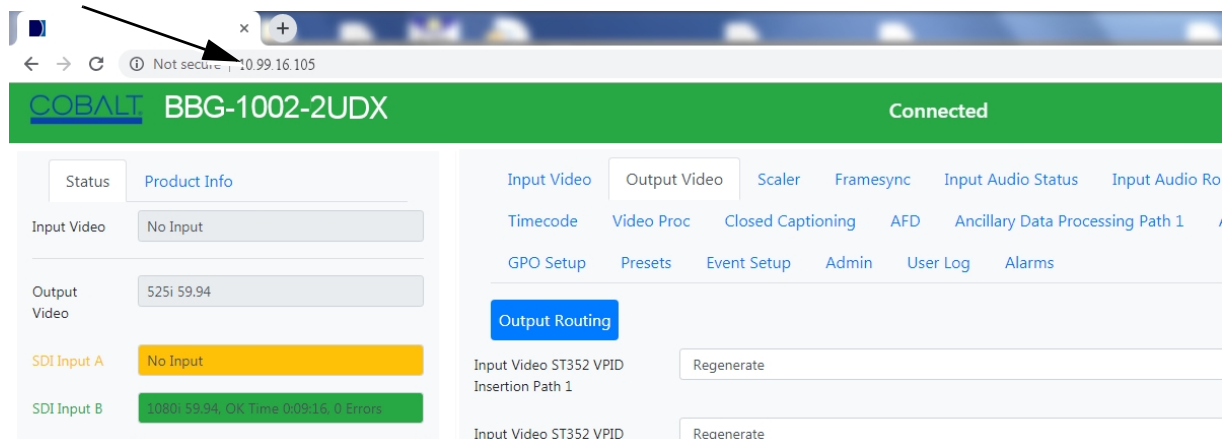 Not secure | 10.99.16.105
COBALT BBG-1002-2UDX
Connected
Status Product Info
Input Video No Input
Output Video 525i 59.94
SDI Input A No Input
SDI Input B 1080i 59.94, OK Time 0:09:16, 0 Errors
Input Video Output Video Scaler Framesync Input Audio Status Input Audio Ro
Timecode Video Proc Closed Captioning AFD Ancillary Data Processing Path 1 A
GPO Setup Presets Event Setup Admin User Log Alarms
Output Routing
Input Video ST352 VPID Regenerate
Insertion Path 1
Input Video ST352 VPID Regenerate